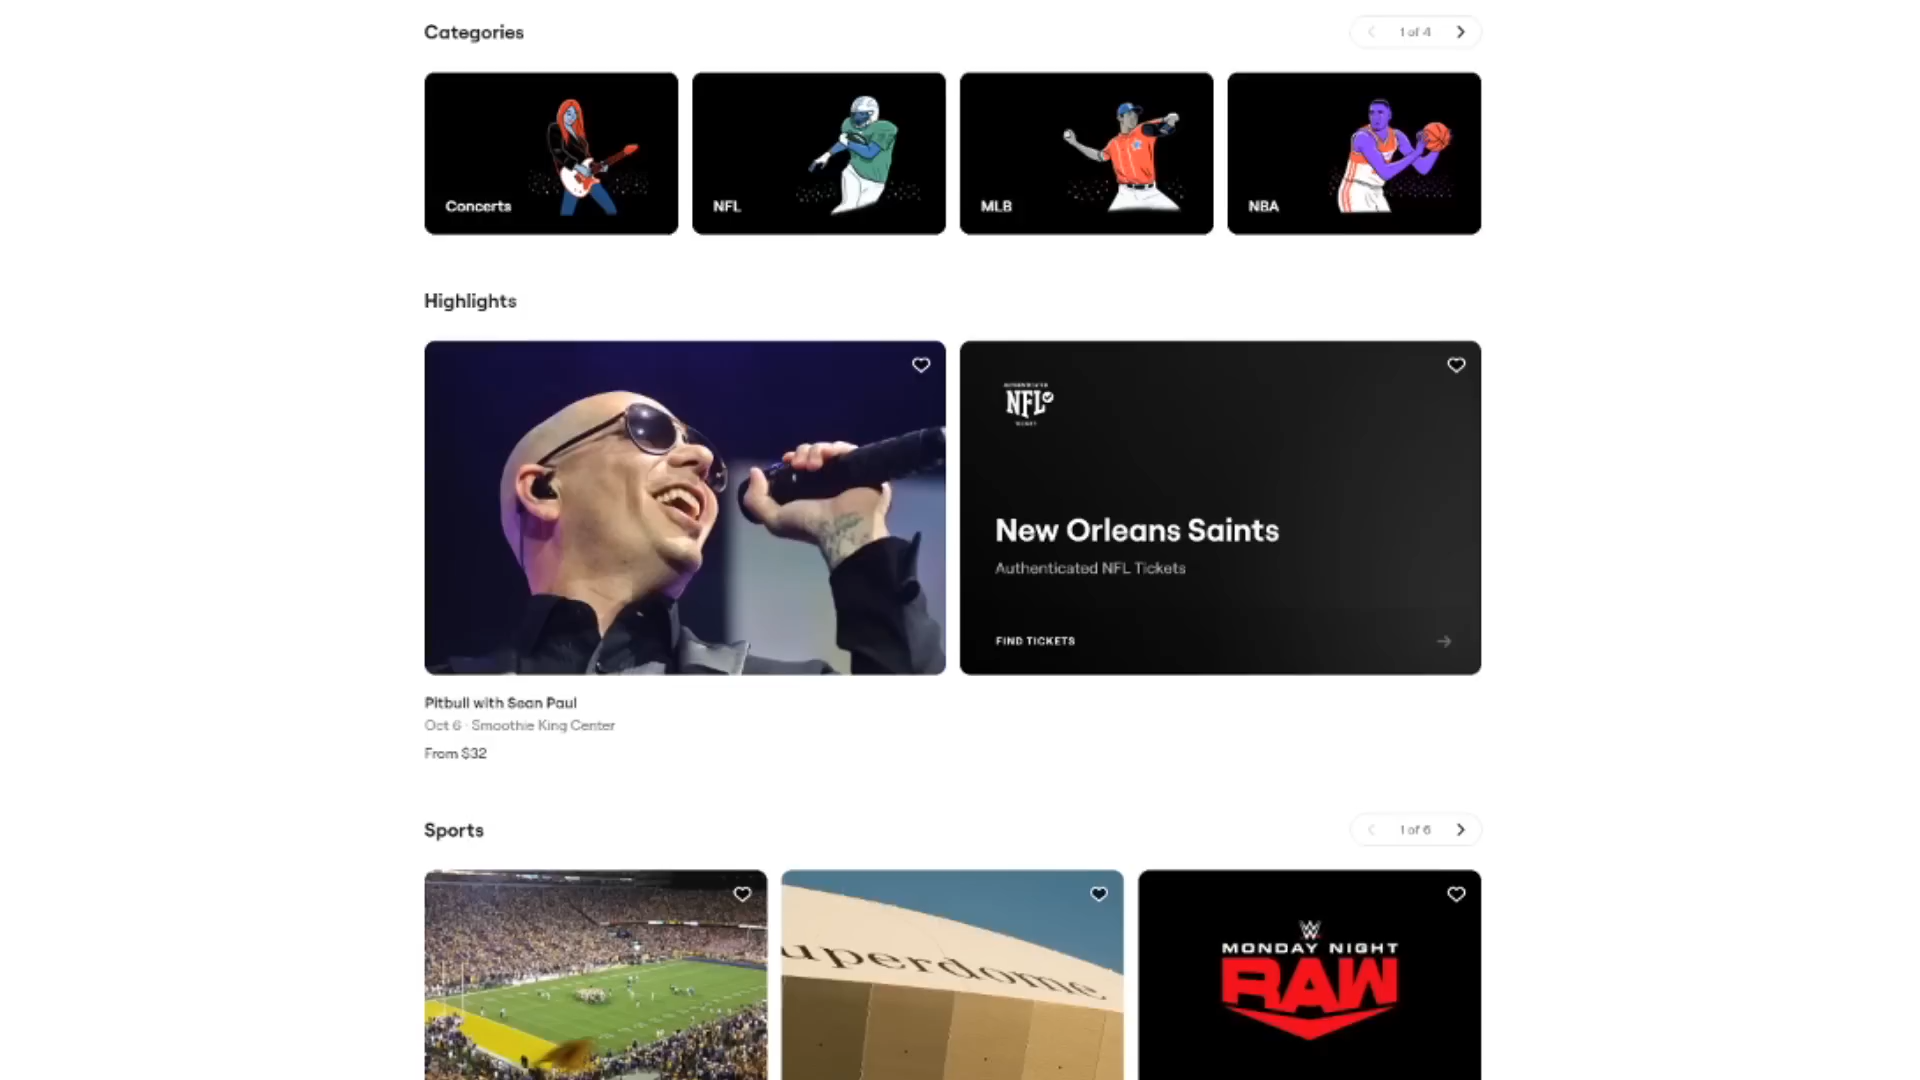 Categories
1 of 4
Concerts
NFL
MLB
NBA
Highlights
NFL
TICKET
New Orleans Saints
Authenticated NFL Tickets
FIND TICKETS
Pitbull with Sean Paul
Oct 6 · Smoothie King Center
From $32
Sports
1 of 6
uperdome
W
MONDAY NIGHT
RAW